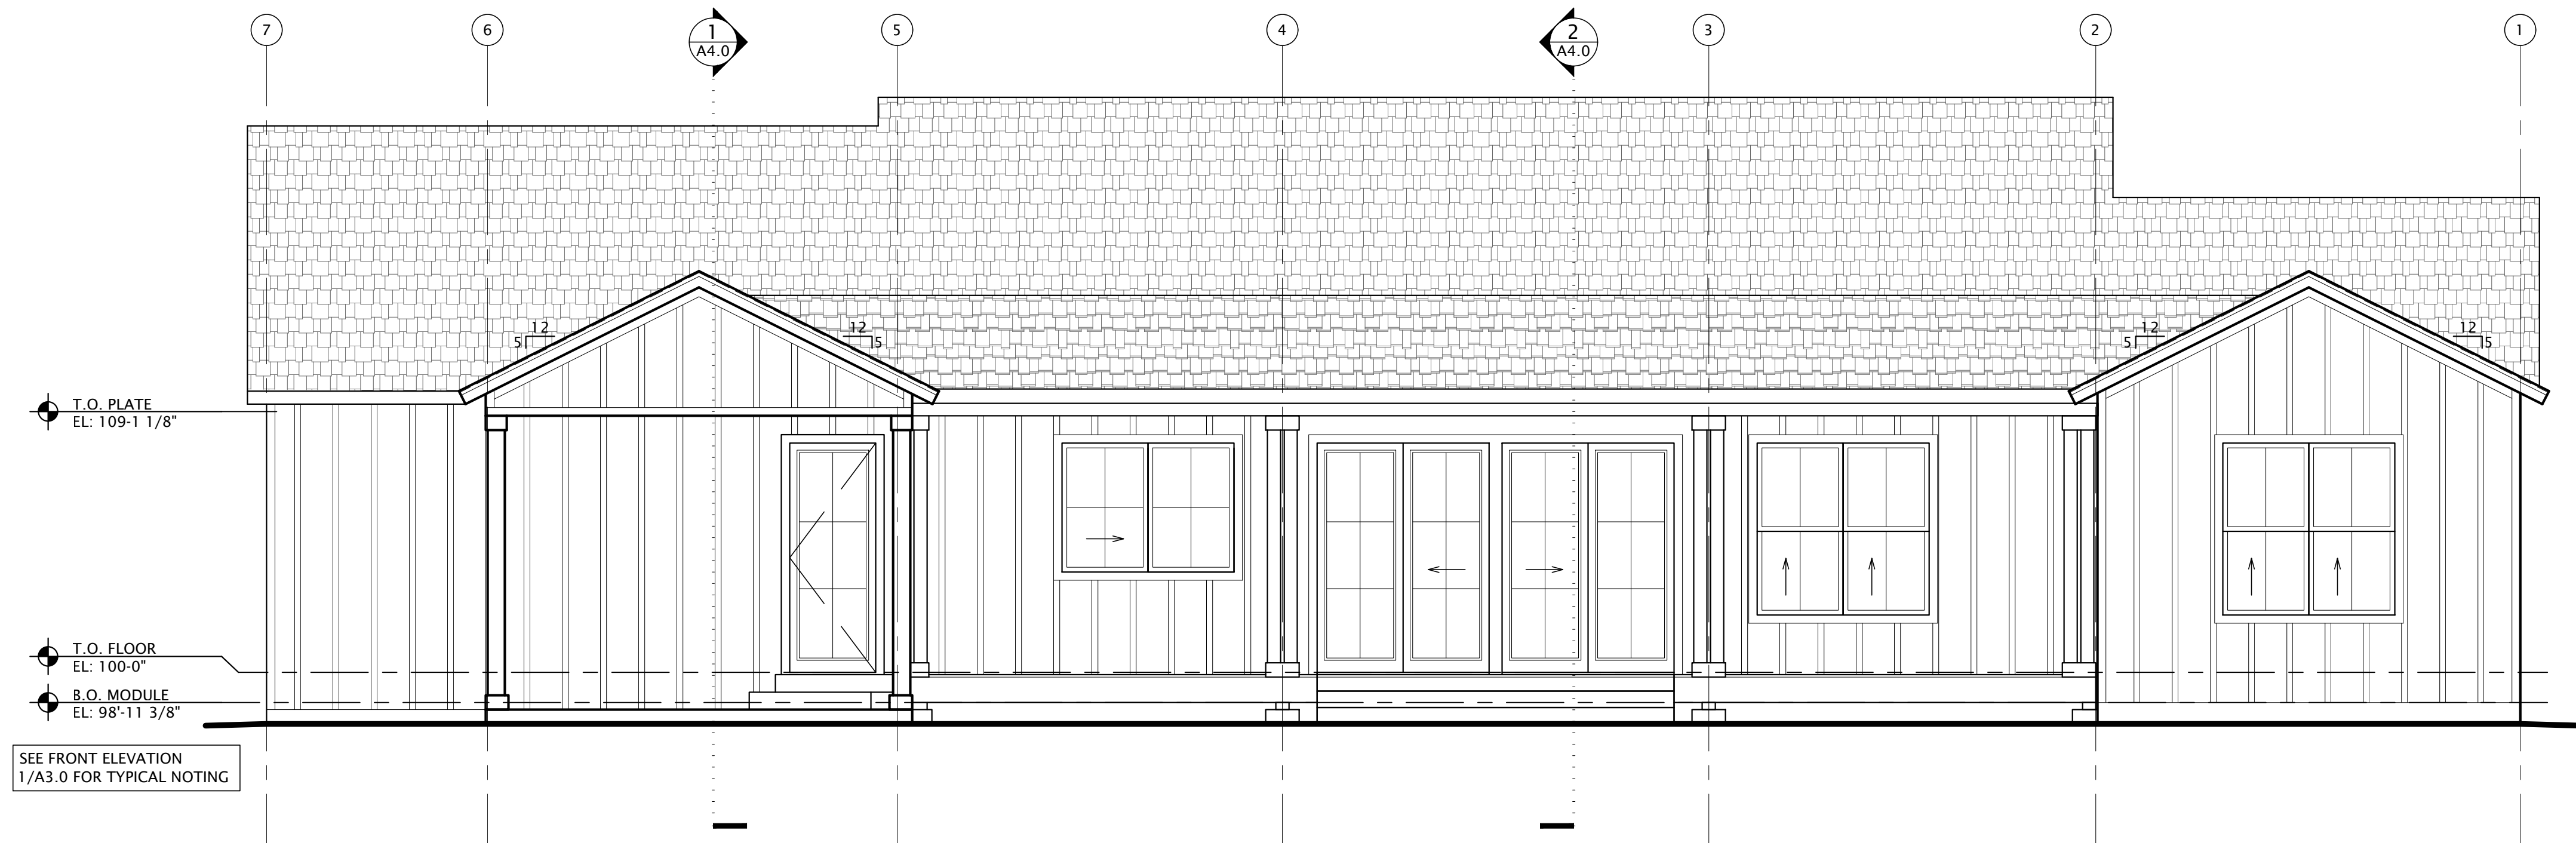 7
6
1
A4.0
5
4
2
A4.0
3
2
1
12
5
12
5
12
5
12
5
T.O. PLATE
EL: 109-1 1/8"
T.O. FLOOR
EL: 100-0"
B.O. MODULE
EL: 98'-11 3/8"
SEE FRONT ELEVATION
1/A3.0 FOR TYPICAL NOTING